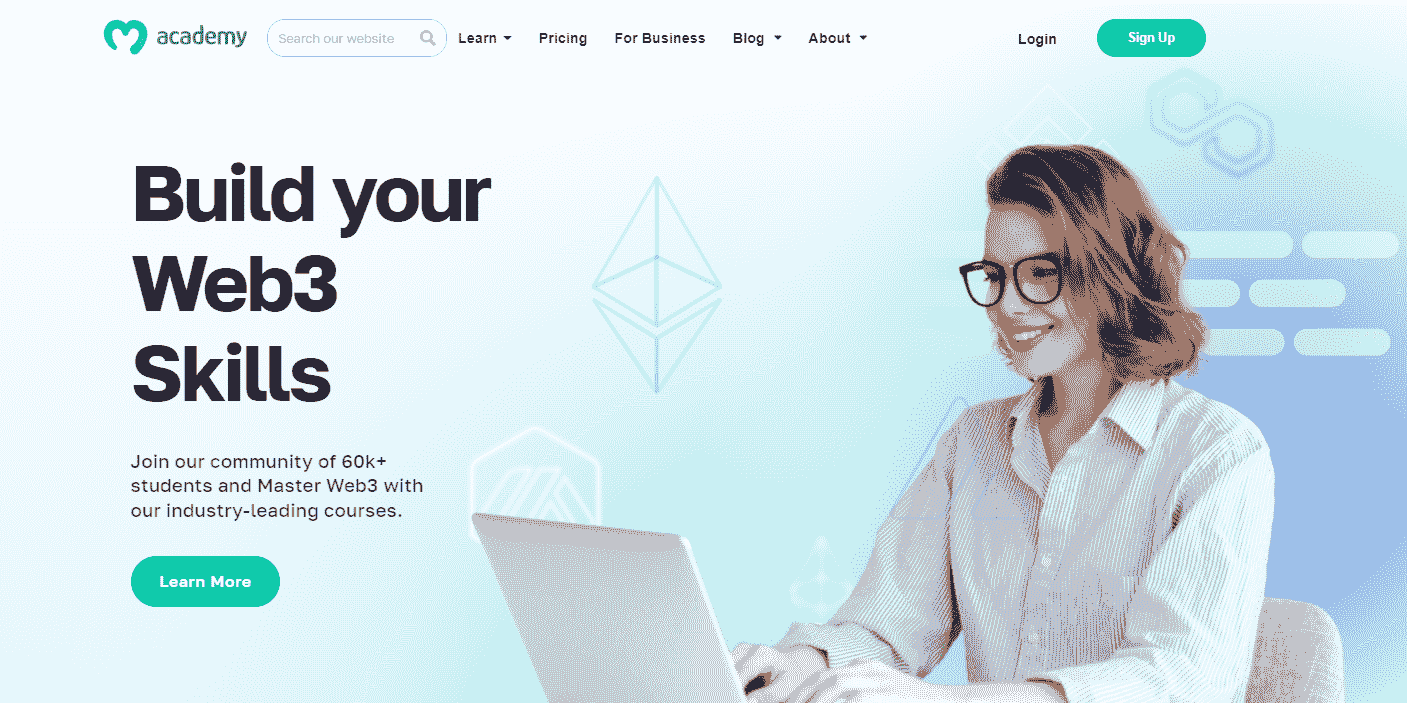 academy
Search our website
Learn
Pricing
For Business
Blog
About
Login
Sign Up
Build your
Web3
Skills
Join our community of 60k+
students and Master Web3 with
our industry-leading courses.
Learn More